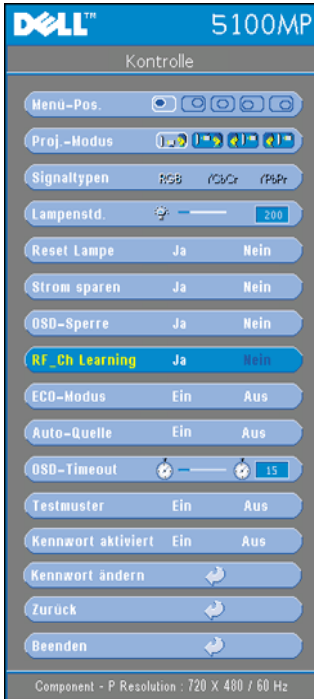 DELL™ 5100MP
Kontrolle
Menü-Pos.
Proj.-Modus
Signaltypen RGB YCbCr YPbPr
Lampenstd. 200
Reset Lampe Ja Nein
Strom sparen Ja Nein
OSD-Sperre Ja Nein
RF_Ch Learning Ja Nein
ECO-Modus Ein Aus
Auto-Quelle Ein Aus
OSD-Timeout 15
Testmuster Ein Aus
Kennwort aktiviert Ein Aus
Kennwort ändern
Zurück
Beenden
Component - P Resolution : 720 X 480 / 60 Hz